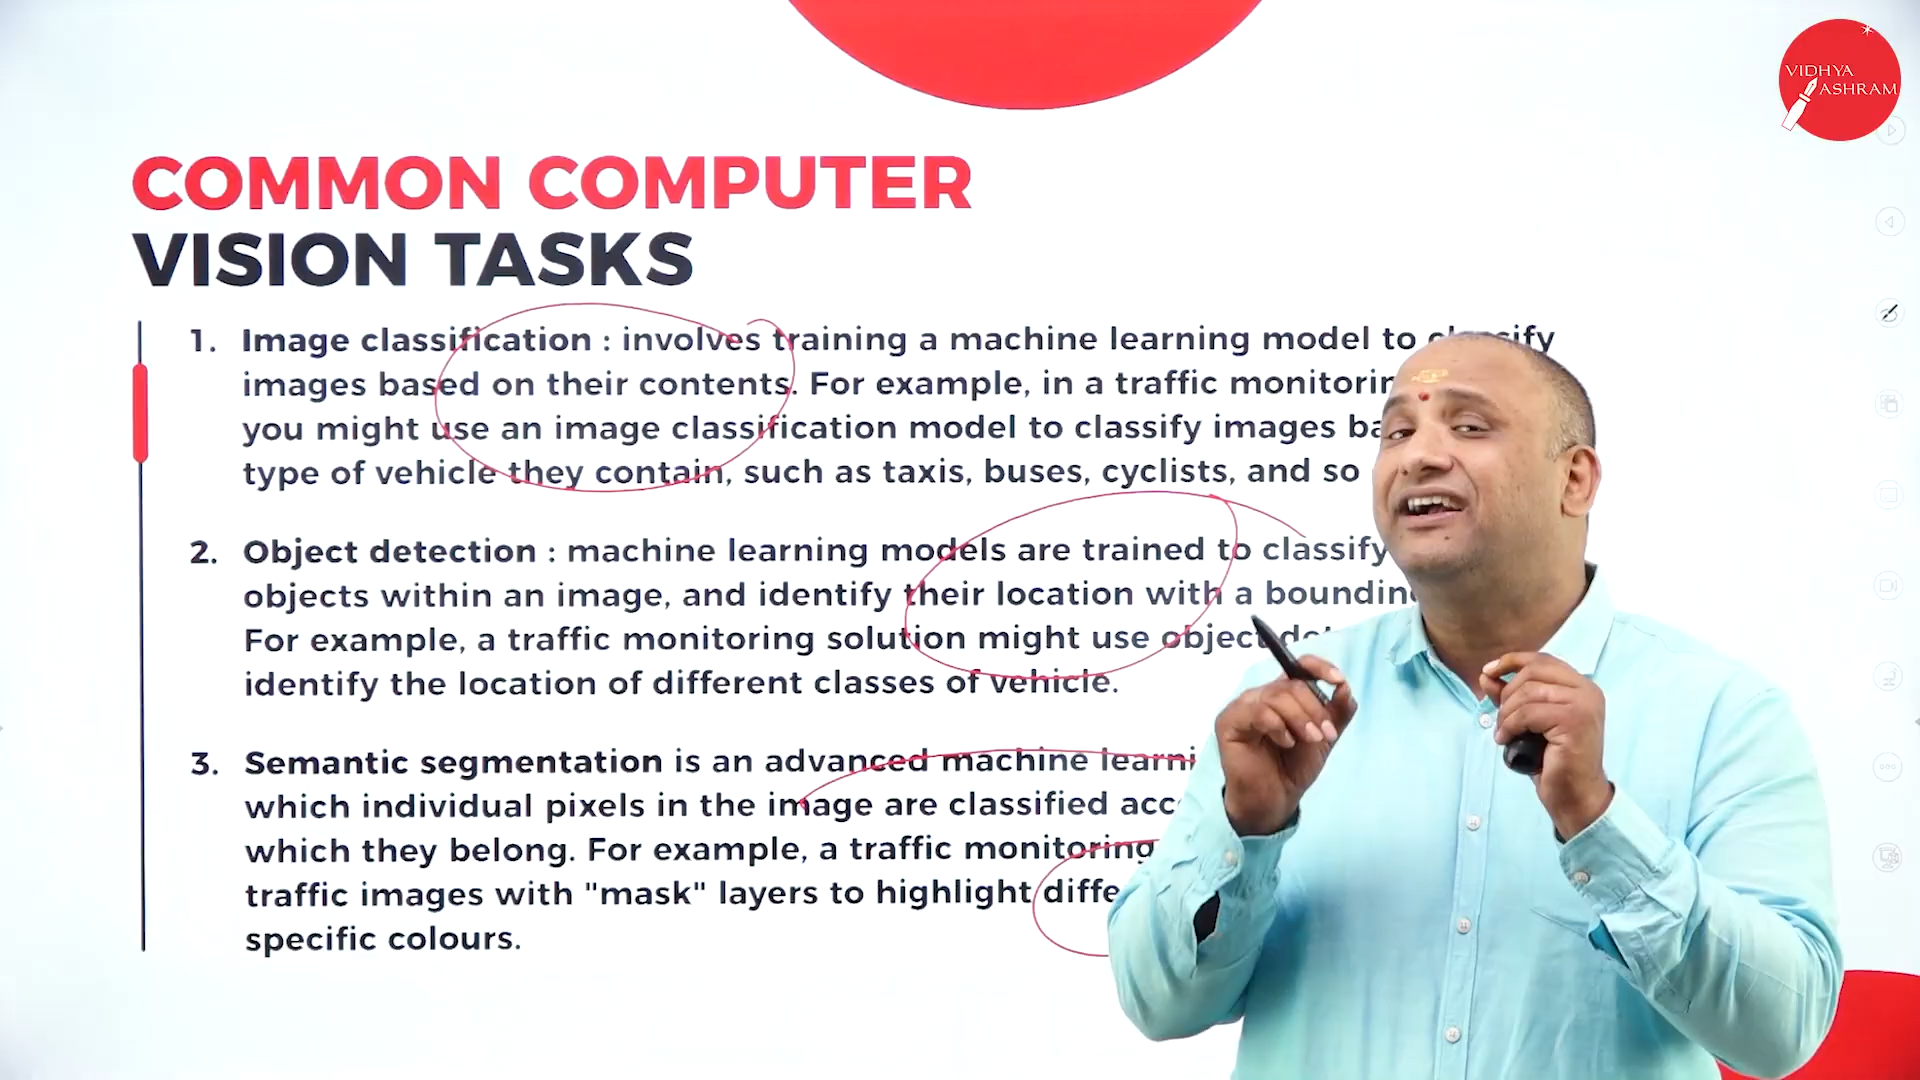 VIDHYA
ASHRAM
COMMON COMPUTER
VISION TASKS
1. Image classification : involves training a machine learning model to classify
images based on their contents. For example, in a traffic
you might use an image classification model to classify images
type of vehicle they contain, such as taxis, buses, cyclists, and so
2. Object detection : machine learning models are trained to classify
objects within an image, and identify their location with a
For example, a traffic monitoring solution might use object
identify the location of different classes of vehicle.
3. Semantic segmentation is an advanced machine
which individual pixels in the image are classified
which they belong. For example, a traffic monitoring
traffic images with "mask" layers to highlight
specific colours.